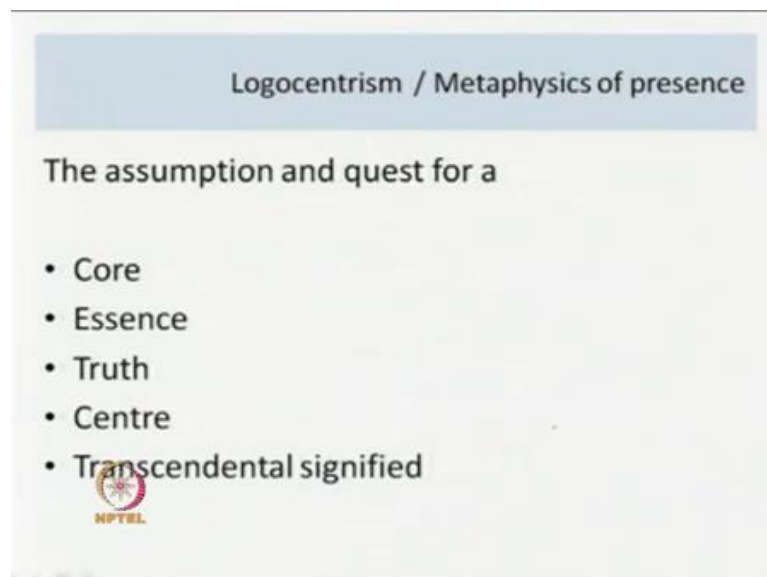 Logocentrism / Metaphysics of presence
The assumption and quest for a
• Core
• Essence
• Truth
• Centre
• Transcendental signified
NPTEL